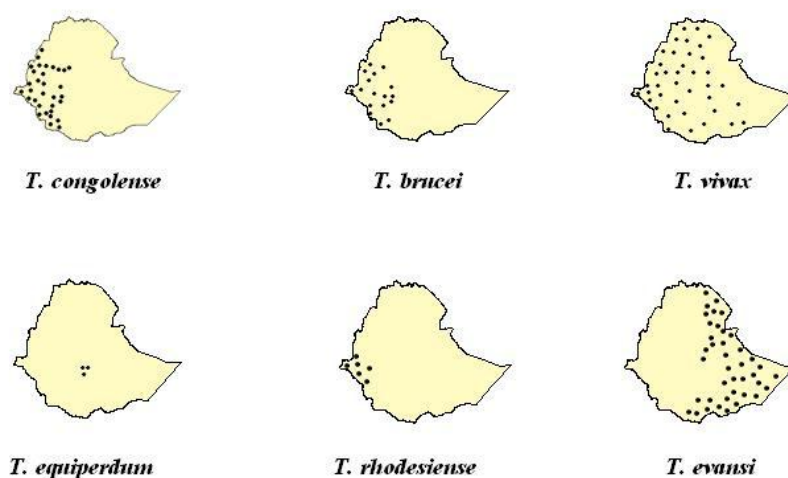 T. congolense
T. brucei
T. vivax
T. equiperdum
T. rhodesiense
T. evansi